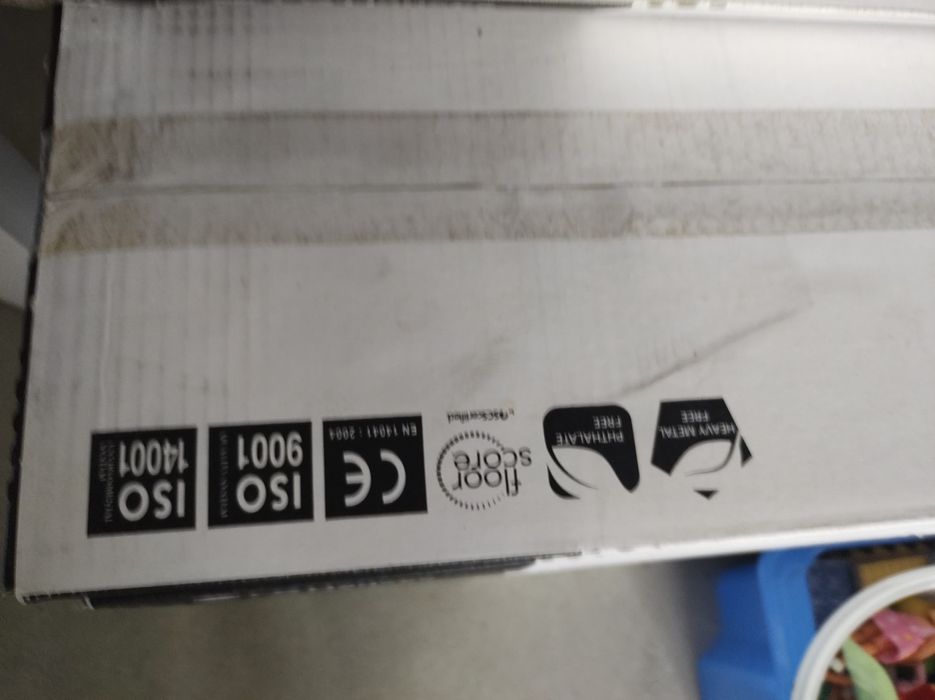 HEAVY METAL
FREE
PHTHALATE
FREE
floor
score
CE
EN 14041 : 2004
ISO
9001
ISO
14001